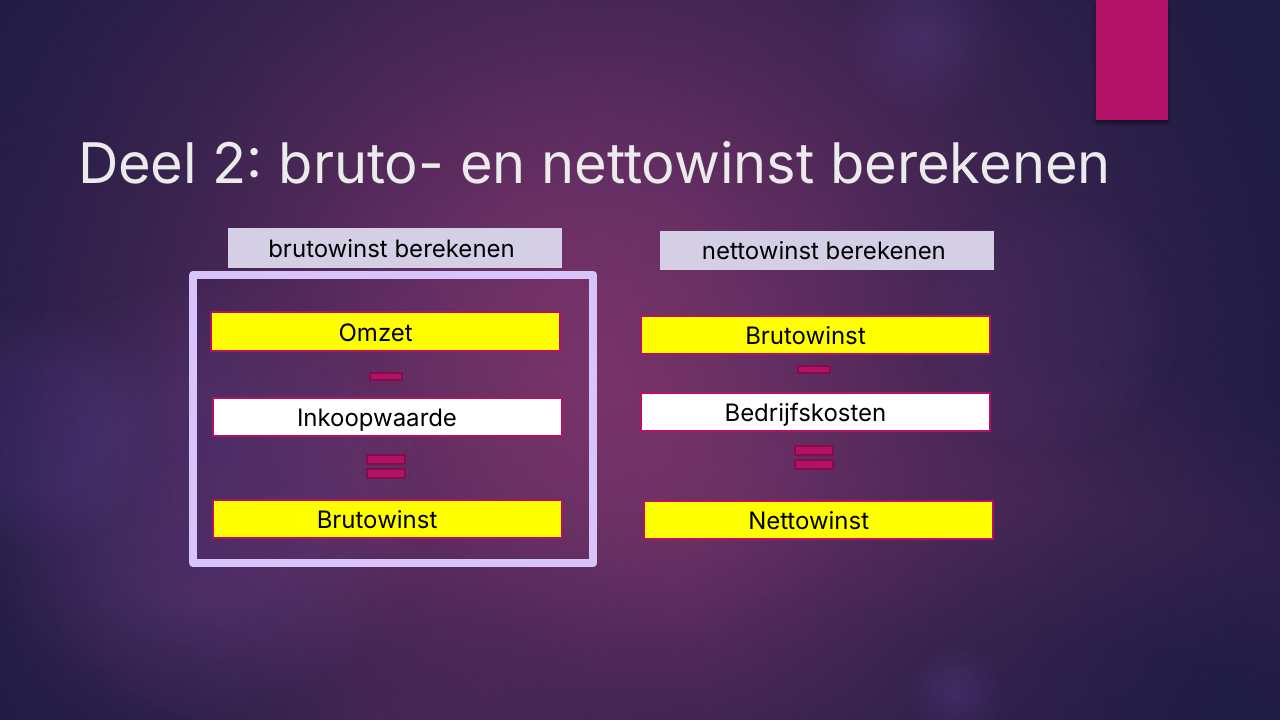 Deel 2: bruto- en nettowinst berekenen
brutowinst berekenen
Omzet
Inkoopwaarde
Brutowinst
nettowinst berekenen
Brutowinst
Bedrijfskosten
Nettowinst